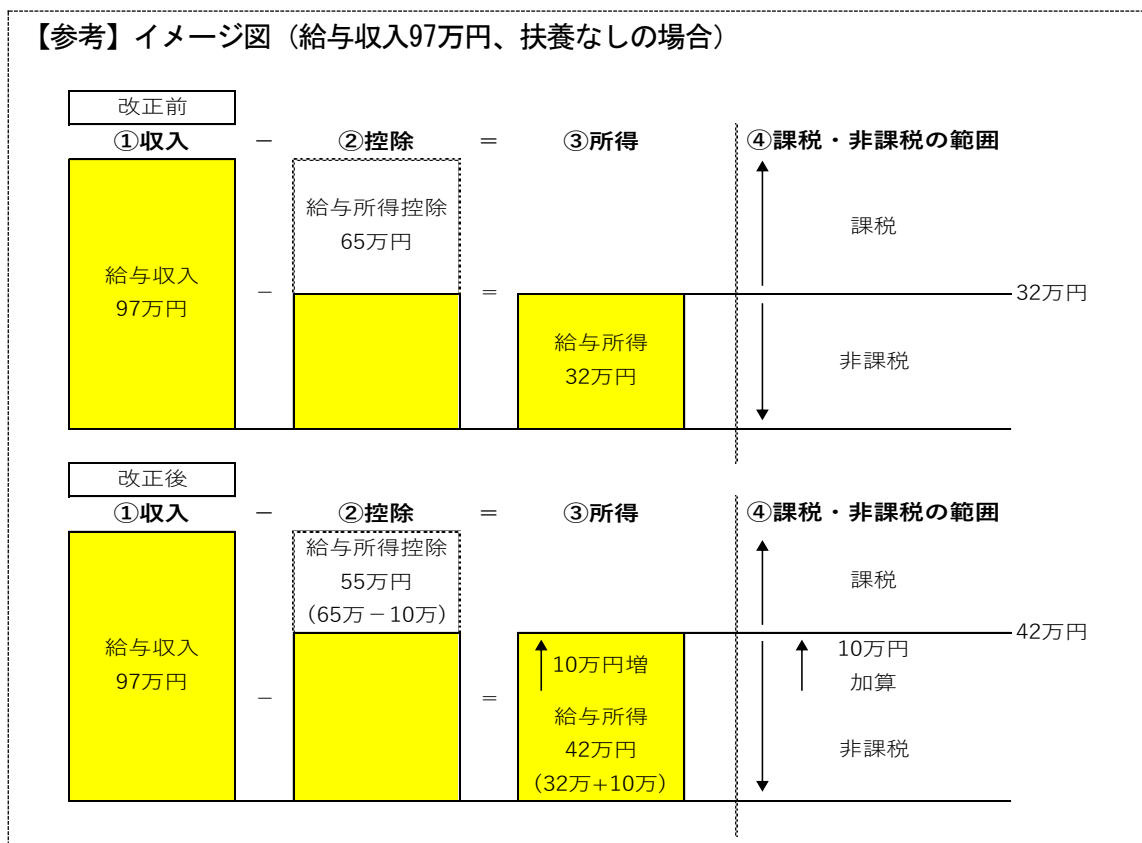 【参考】イメージ図（給与収入97万円、扶養なしの場合）
改正前
①収入 － ②控除 ＝ ③所得 ④課税・非課税の範囲
給与所得控除
65万円
課税
給与収入
97万円
－
＝
32万円
給与所得
32万円
非課税
改正後
①収入 － ②控除 ＝ ③所得 ④課税・非課税の範囲
給与所得控除
55万円
（65万－10万）
課税
42万円
給与収入
97万円
－
＝
10万円増
10万円
加算
給与所得
42万円
（32万+10万）
非課税